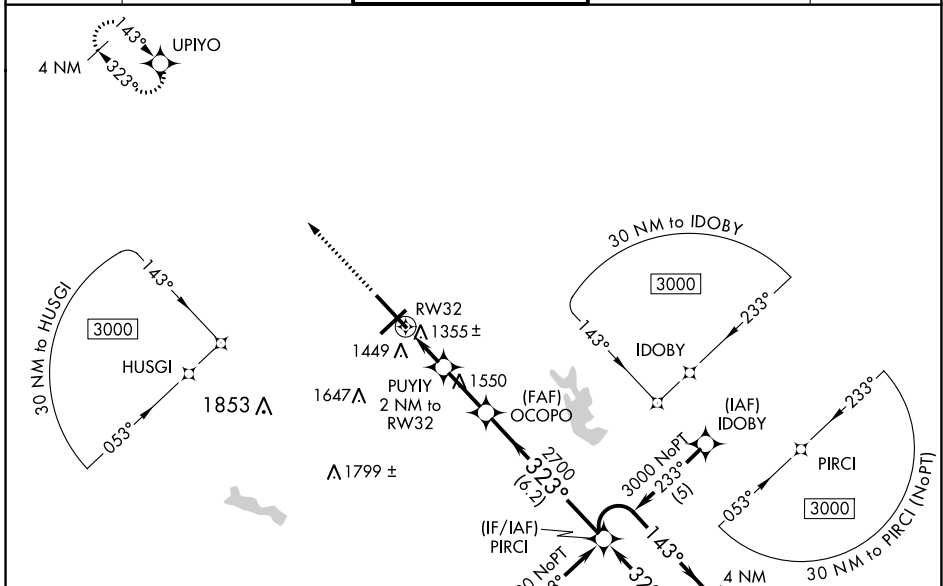 143°
UPIYO
4 NM
323°
30 NM to HUSGI
143°
3000
HUSGI
053°
1853
30 NM to IDOBY
3000
143°
233°
IDOBY
RW32
1355 ±
1449
1550
1647
PUYIY
2 NM to
RW32
(FAF)
OCOPO
1799 ±
2700
323°
(6.2)
(IAF)
IDOBY
3000 NoPT
233°
(5)
233°
PIRCI
053°
3000
30 NM to PIRCI (NoPT)
(IF/IAF)
PIRCI
143°
4 NM
NoPT